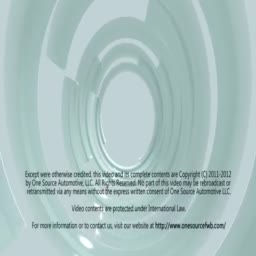 Except were otherwise credited, this video and its complete contents are Copyright (C) 2011-2012
by One Source Automotive, LLC. All Rights Reserved. No part of this video may be rebroadcast or
retransmitted via any means without the express written consent of One Source Automotive LLC.
Video contents are protected under International Law.
For more information or to contact us, visit our website at http://www.onesourcefwb.com/